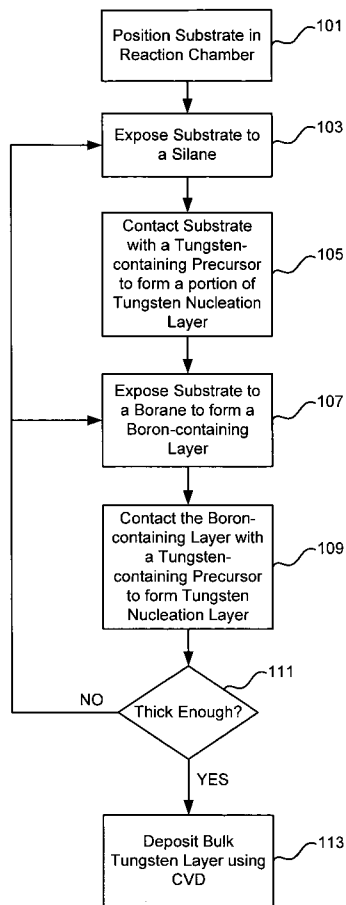 Position Substrate in
Reaction Chamber
101
Expose Substrate to
a Silane
103
Contact Substrate
with a Tungsten-
containing Precursor
to form a portion of
Tungsten Nucleation
Layer
105
Expose Substrate to
a Borane to form a
Boron-containing
Layer
107
Contact the Boron-
containing Layer with
a Tungsten-
containing Precursor
to form Tungsten
Nucleation Layer
109
111
NO
Thick Enough?
YES
Deposit Bulk
Tungsten Layer using
CVD
113